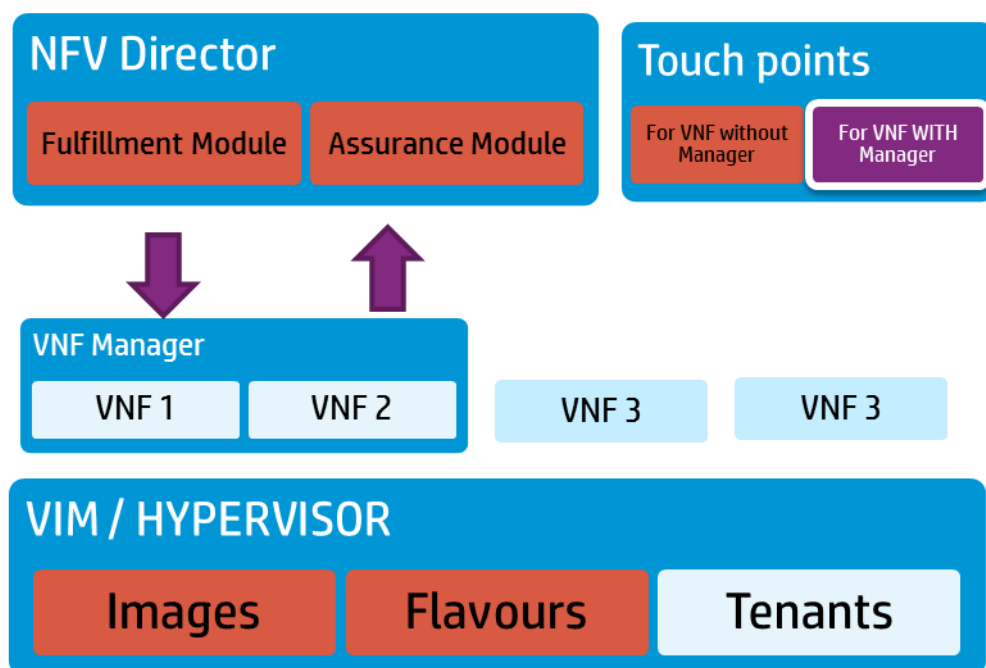 NFV Director
Fulfillment Module
Assurance Module
Touch points
For VNF without
Manager
For VNF WITH
Manager
VNF Manager
VNF 1
VNF 2
VNF 3
VNF 3
VIM / HYPERVISOR
Images
Flavours
Tenants